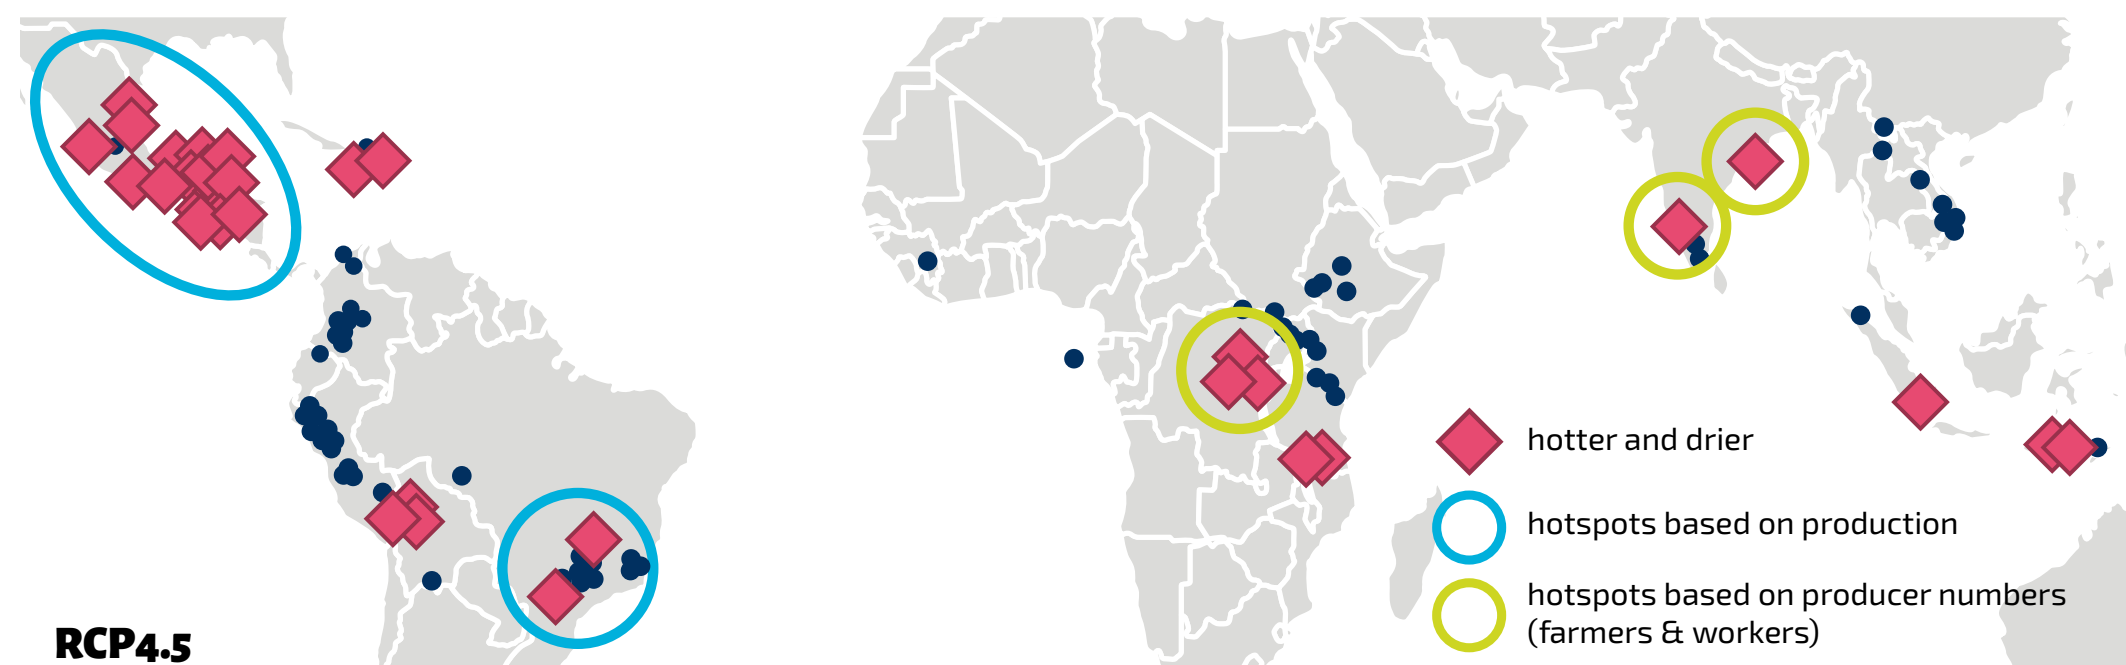 hotter and drier
hotspots based on production
hotspots based on producer numbers
(farmers & workers)
RCP4.5